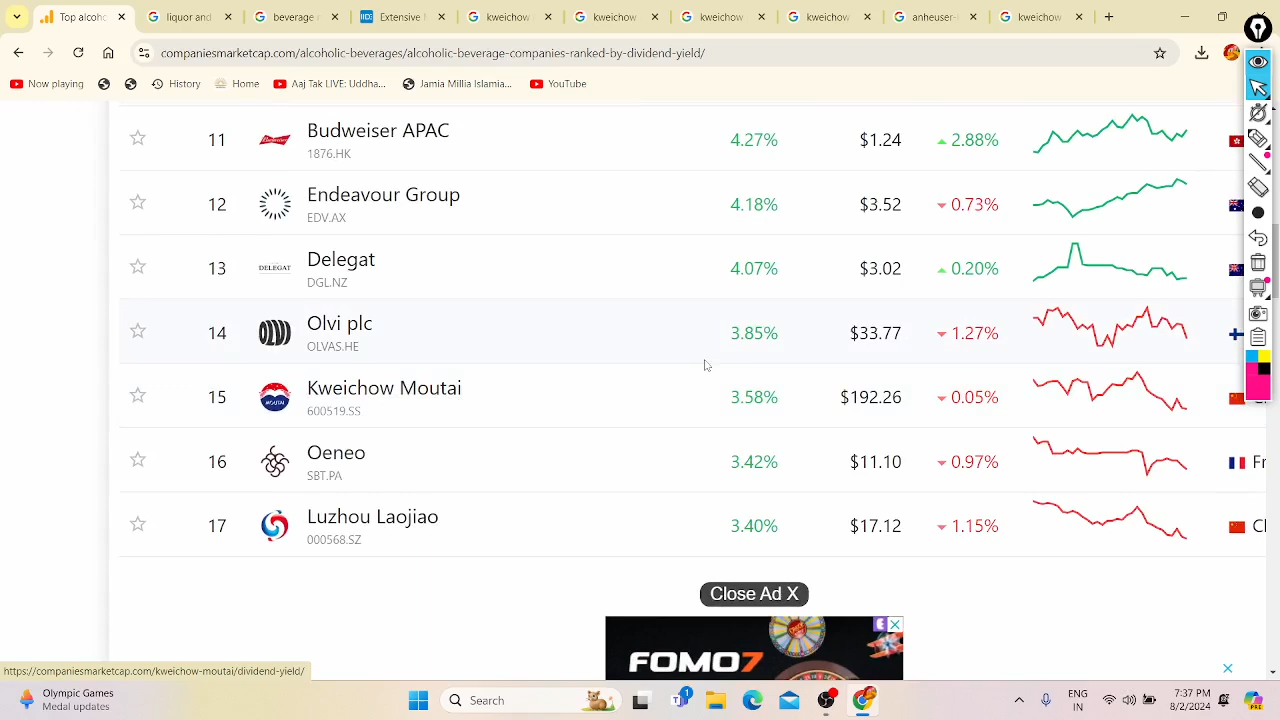 Top alcoho
liquor and
beverage
Extensive I
kweichow
kweichow
kweichow
kweichow
anheuser-
kweichow
companiesmarketcap.com/alcoholic-beverages/alcoholic-beverage-companies-ranked-by-dividend-yield/
Now playing
History
Home
Aaj Tak LIVE: Uddha...
Jamia Millia Islamia...
YouTube
11
Budweiser APAC
1876.HK
4.27%
$1.24
2.88%
12
Endeavour Group
EDV.AX
4.18%
$3.52
0.73%
13
DELEGAT
Delegat
DGL.NZ
4.07%
$3.02
0.20%
14
Olvi plc
OLVAS.HE
3.85%
$33.77
1.27%
15
MOUTAI
Kweichow Moutai
600519.SS
3.58%
$192.26
0.05%
16
Oeneo
SBT.PA
3.42%
$11.10
0.97%
Fr
17
Luzhou Laojiao
000568.SZ
3.40%
$17.12
1.15%
Cl
Close Ad X
FOMO7
https://companiesmarketcap.com/kweichow-moutai/dividend-yield/
Olympic Games
Medal updates
Search
1
ENG
IN
7:37 PM
8/2/2024
PRE